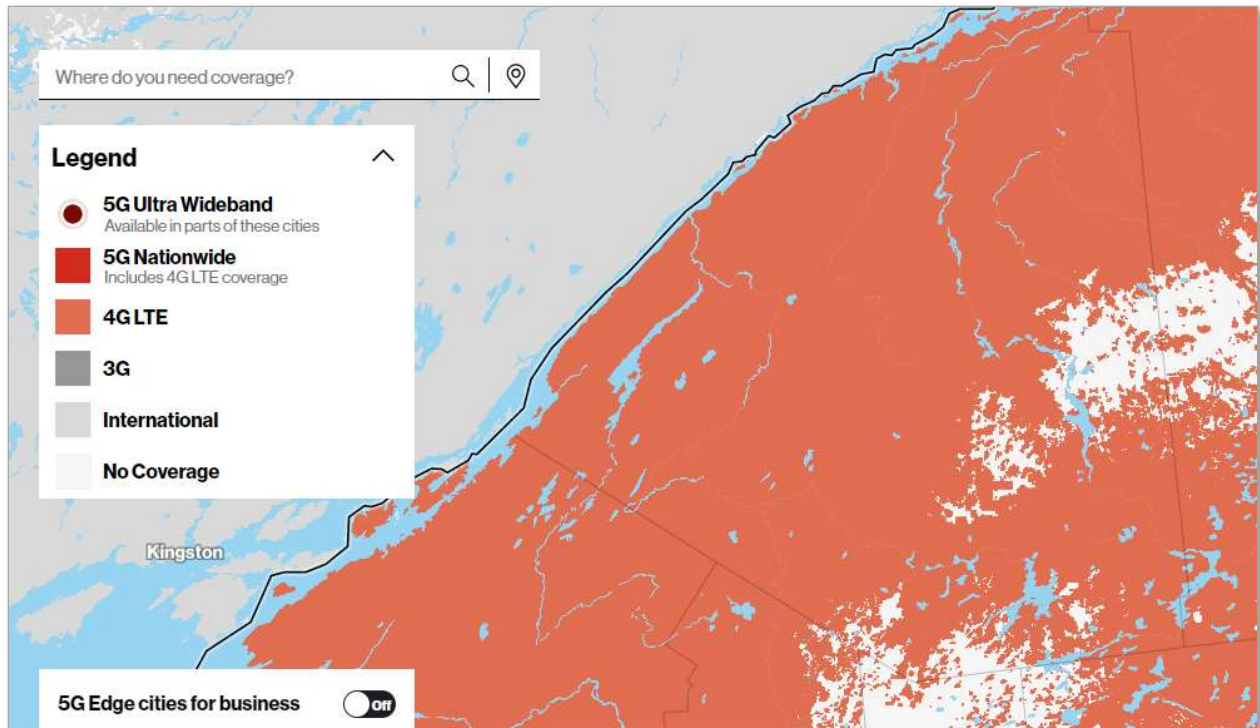 Where do you need coverage?
Legend
5G Ultra Wideband
Available in parts of these cities
5G Nationwide
Includes 4G LTE coverage
4G LTE
3G
International
No Coverage
Kingston
5G Edge cities for business
Off